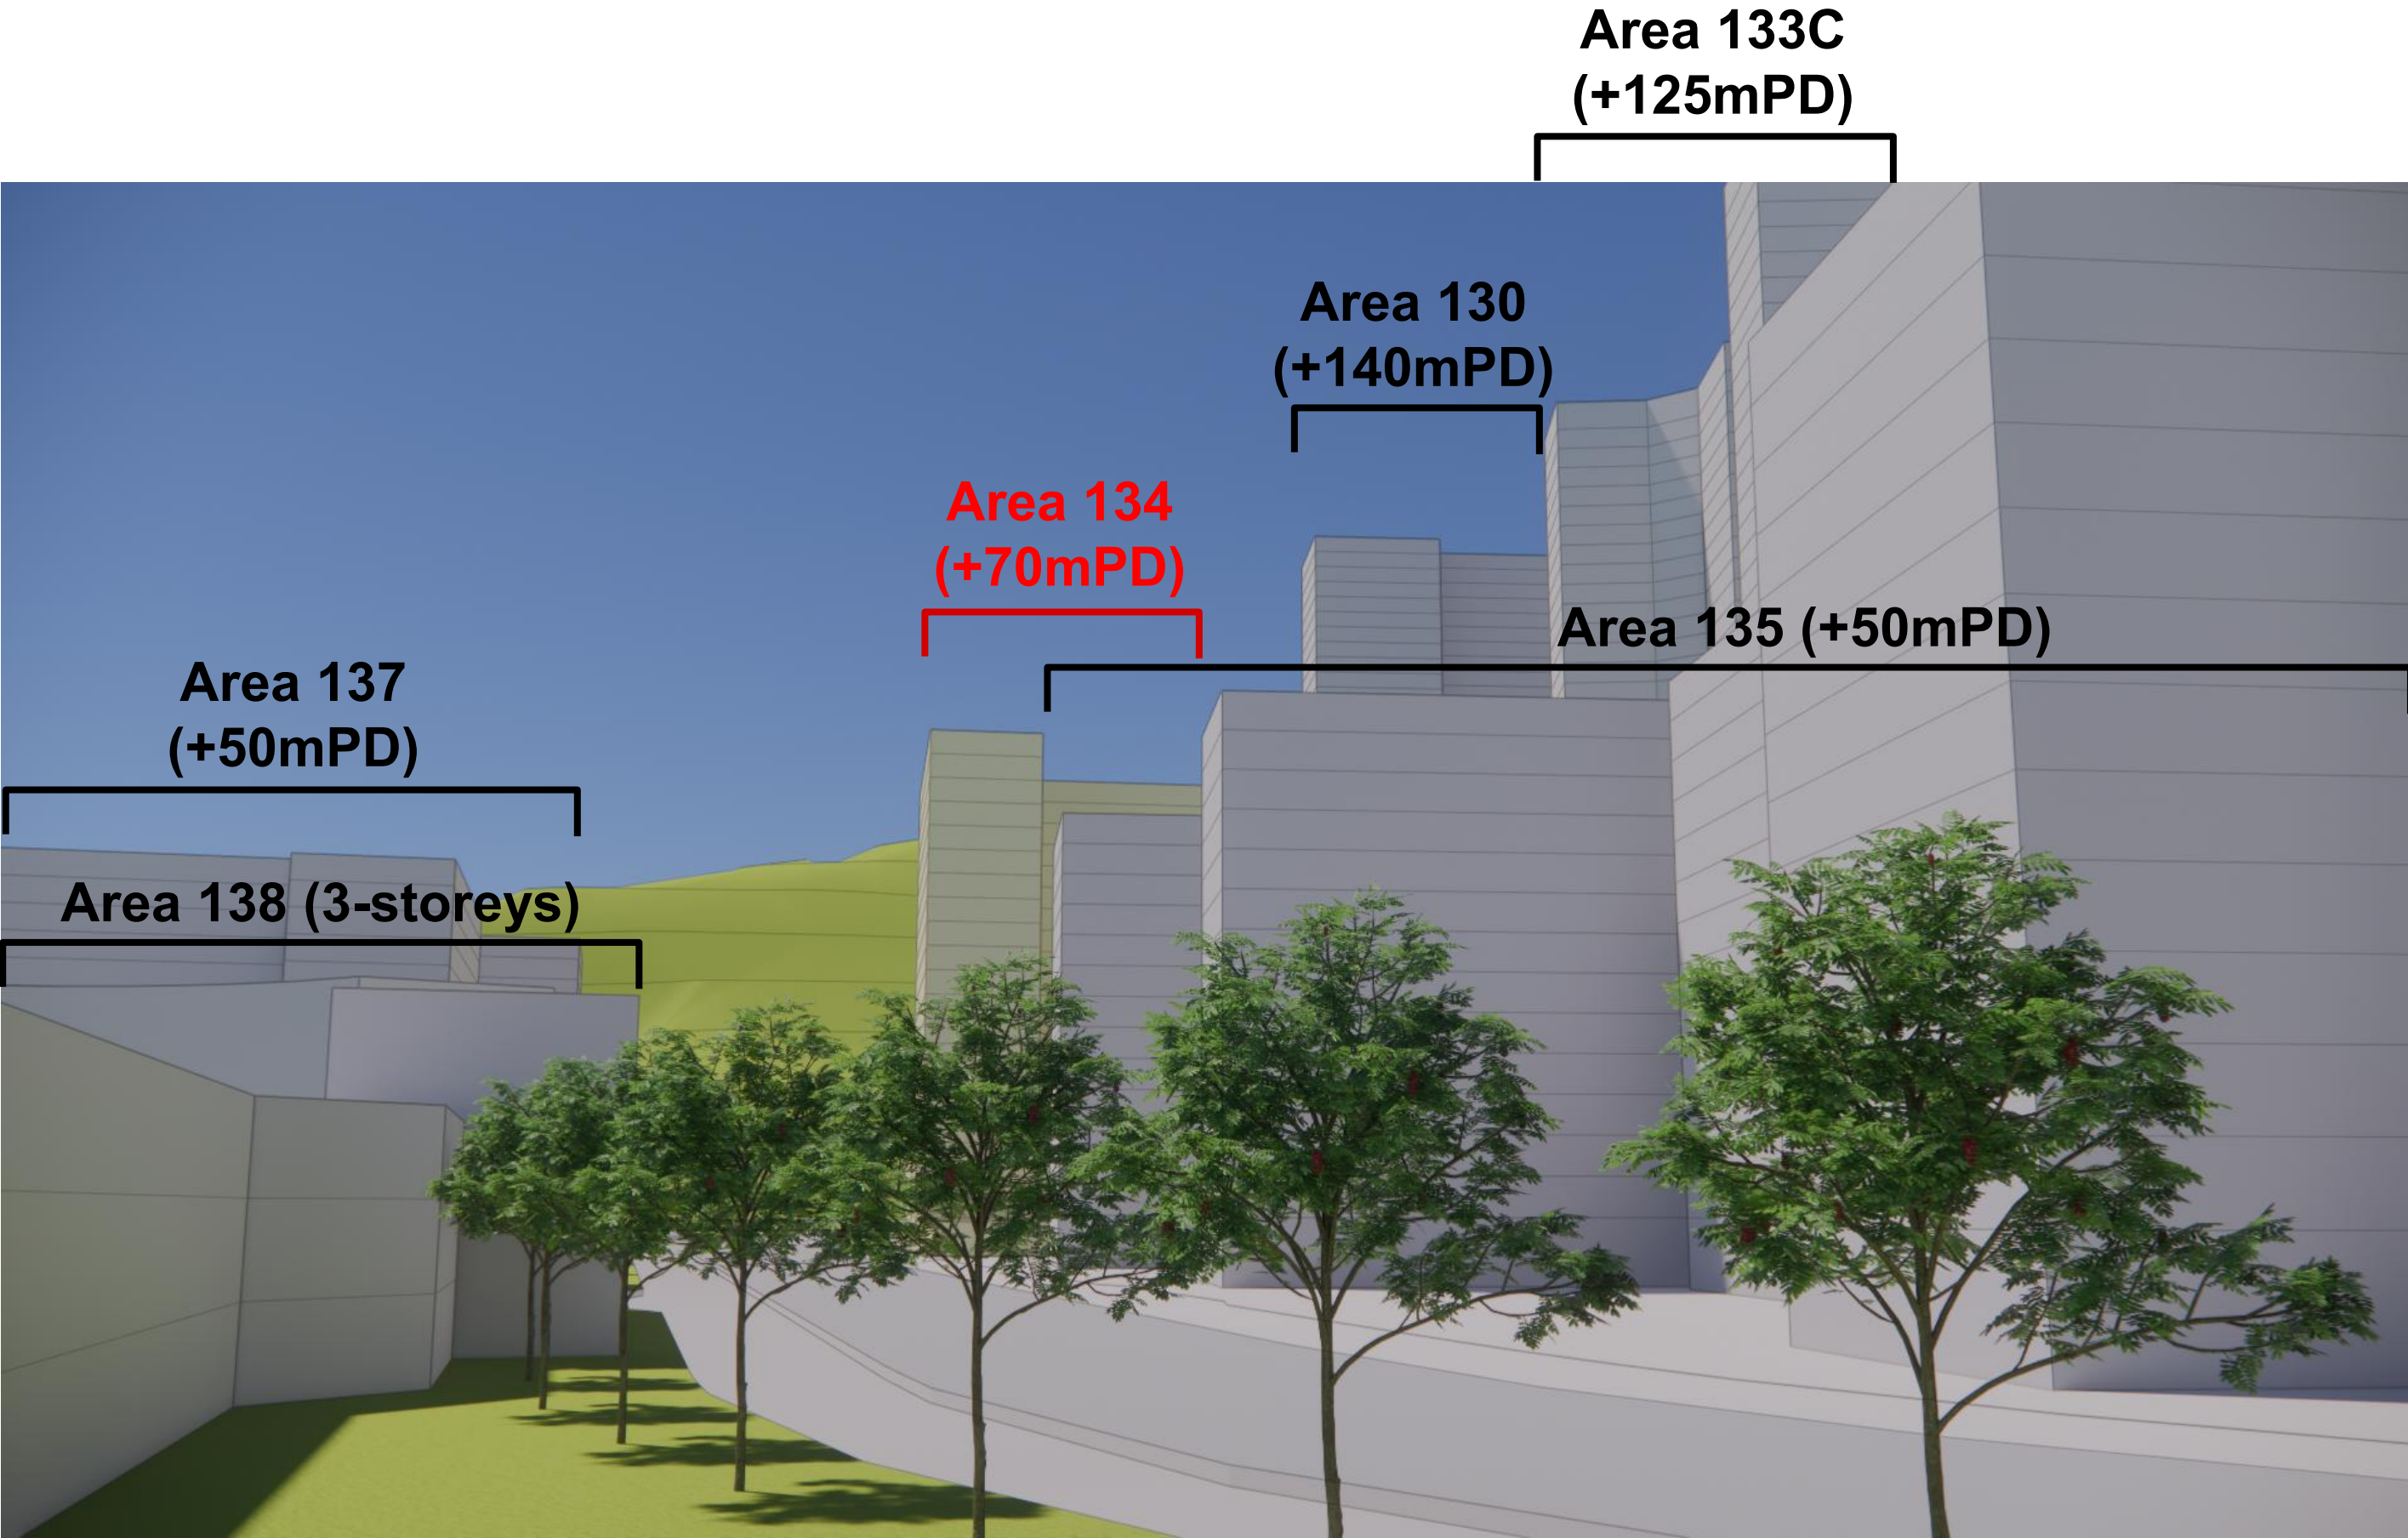 Area 133C
(+125mPD)
Area 130
(+140mPD)
Area 134
(+70mPD)
Area 135 (+50mPD)
Area 137
(+50mPD)
Area 138 (3-storeys)